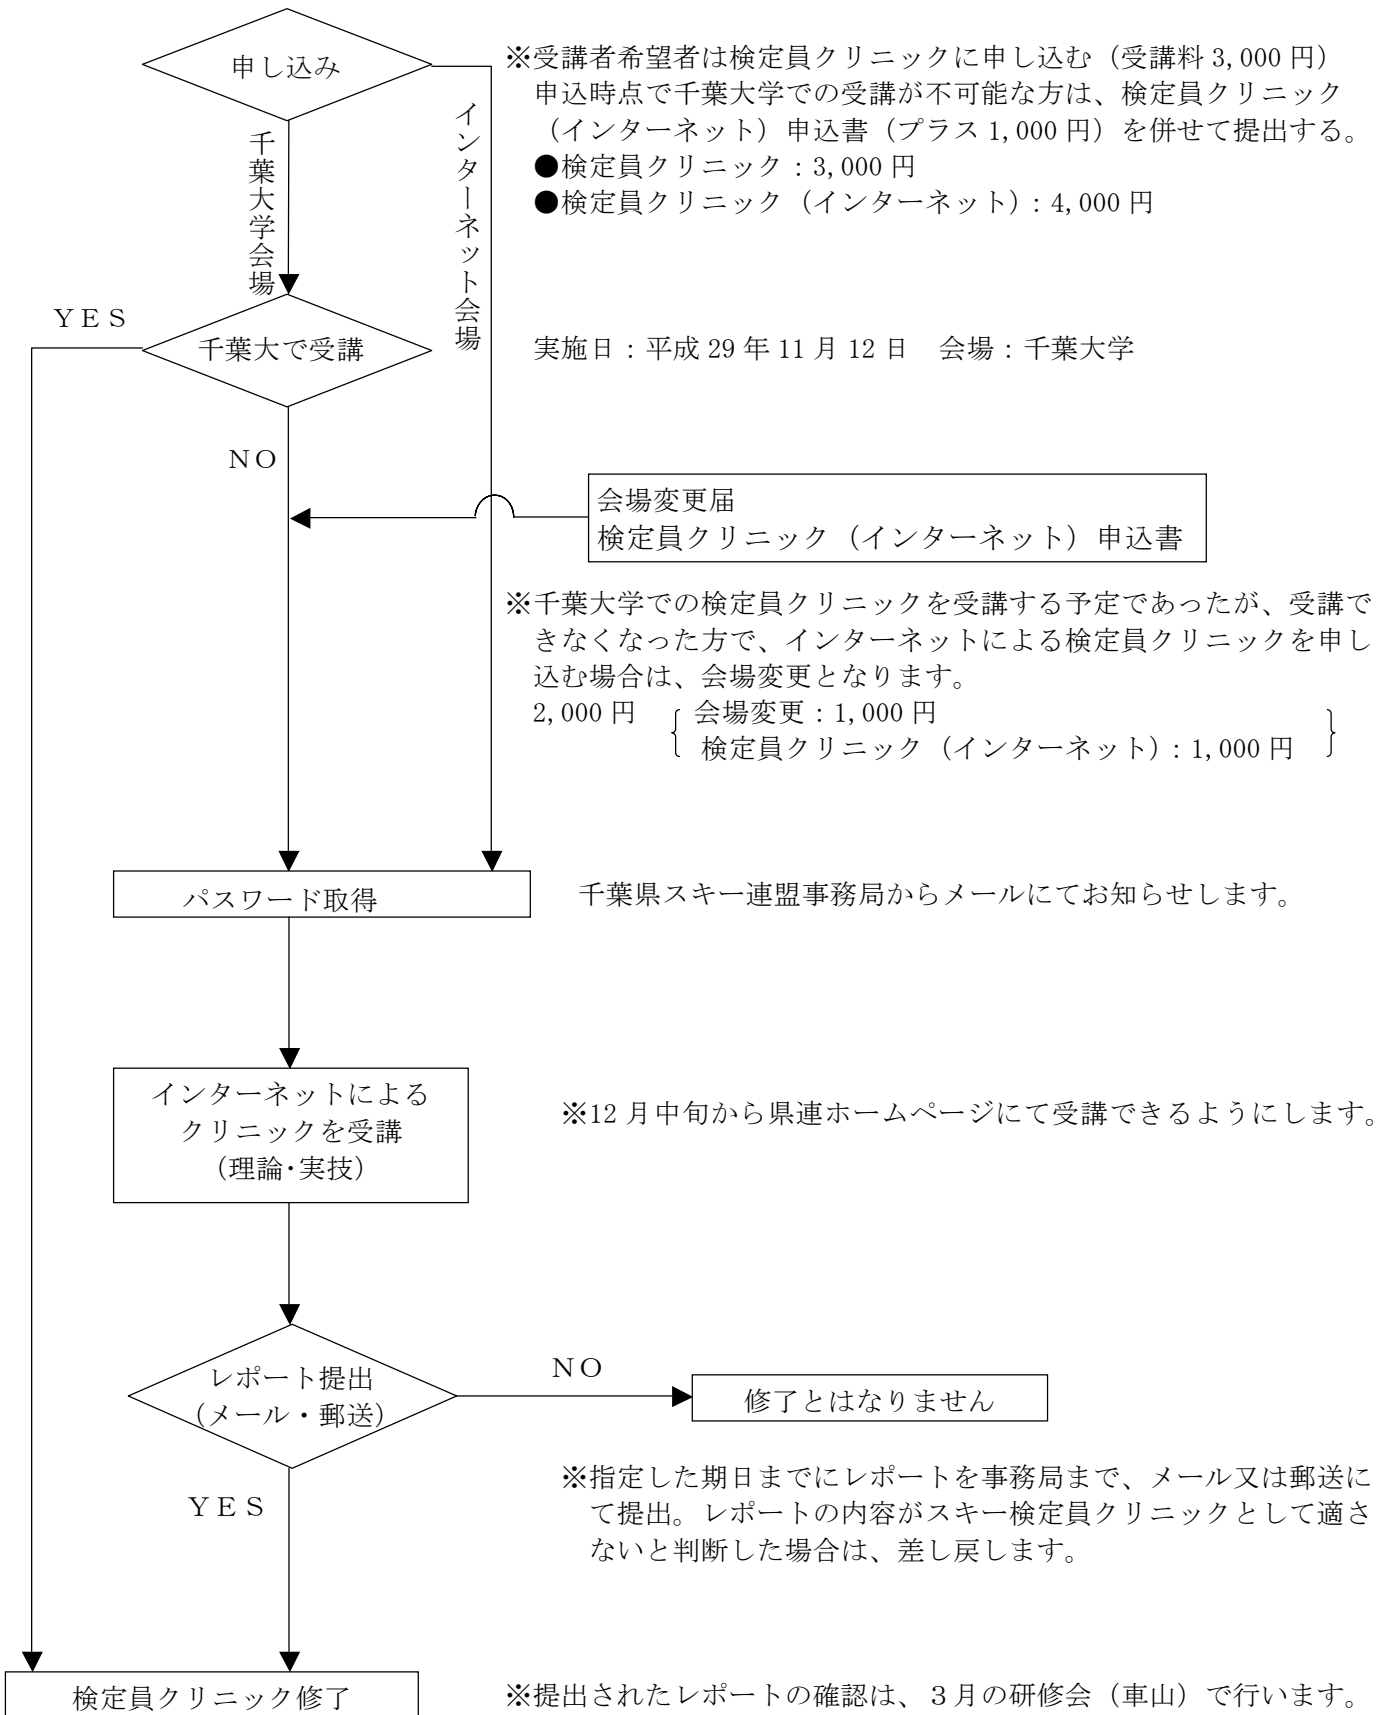 申し込み
※受講者希望者は検定員クリニックに申し込む（受講料 3,000 円）
申込時点で千葉大学での受講が不可能な方は、検定員クリニック
（インターネット）申込書（プラス 1,000 円）を併せて提出する。
●検定員クリニック：3,000 円
●検定員クリニック（インターネット）：4,000 円
千葉大学会場
インターネット会場
ＹＥＳ
千葉大で受講
実施日：平成 29 年 11 月 12 日　会場：千葉大学
ＮＯ
会場変更届
検定員クリニック（インターネット）申込書
※千葉大学での検定員クリニックを受講する予定であったが、受講で
きなくなった方で、インターネットによる検定員クリニックを申し
込む場合は、会場変更となります。
2,000 円　｛ 会場変更：1,000 円
検定員クリニック（インターネット）：1,000 円 ｝
パスワード取得
千葉県スキー連盟事務局からメールにてお知らせします。
インターネットによる
クリニックを受講
（理論･実技）
※12 月中旬から県連ホームページにて受講できるようにします。
レポート提出
（メール・郵送）
ＮＯ
修了とはなりません
※指定した期日までにレポートを事務局まで、メール又は郵送に
て提出。レポートの内容がスキー検定員クリニックとして適さ
ないと判断した場合は、差し戻します。
ＹＥＳ
検定員クリニック修了
※提出されたレポートの確認は、３月の研修会（車山）で行います。